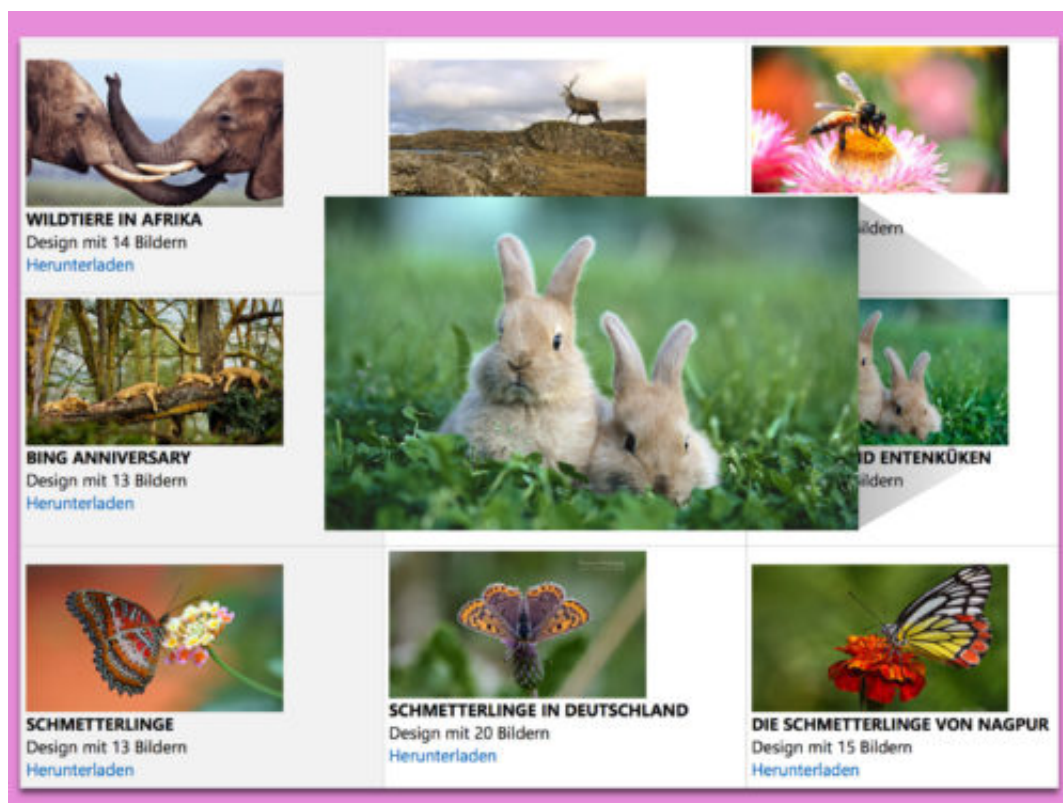 WILDTIERE IN AFRIKA
Design mit 14 Bildern
Herunterladen
BING ANNIVERSARY
Design mit 13 Bildern
Herunterladen
ENTENKÜKEN
SCHMETTERLINGE
Design mit 13 Bildern
Herunterladen
SCHMETTERLINGE IN DEUTSCHLAND
Design mit 20 Bildern
Herunterladen
DIE SCHMETTERLINGE VON NAGPUR
Design mit 15 Bildern
Herunterladen